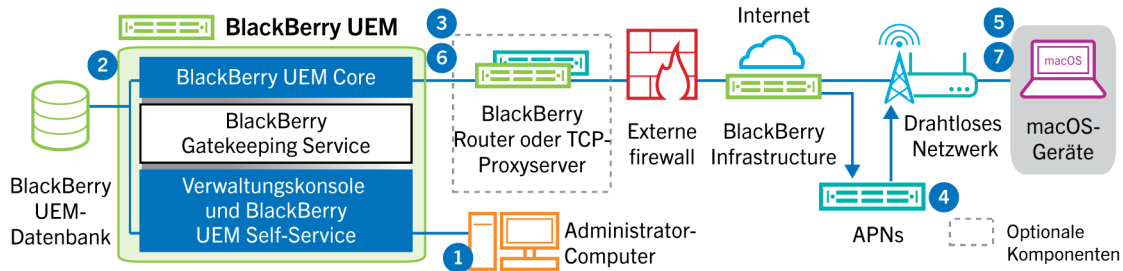 BlackBerry UEM
3
Internet
2
6
5
7
BlackBerry UEM Core
macOS
BlackBerry
Gatekeeping Service
BlackBerry
Router oder TCP-
Proxyserver
Externe
firewall
BlackBerry
Infrastructure
Drahtloses
Netzwerk
macOS-
Geräte
BlackBerry
UEM-
Datenbank
Verwaltungskonsole
und BlackBerry
UEM Self-Service
4
APNs
1
Administrator-
Computer
Optionale
Komponenten